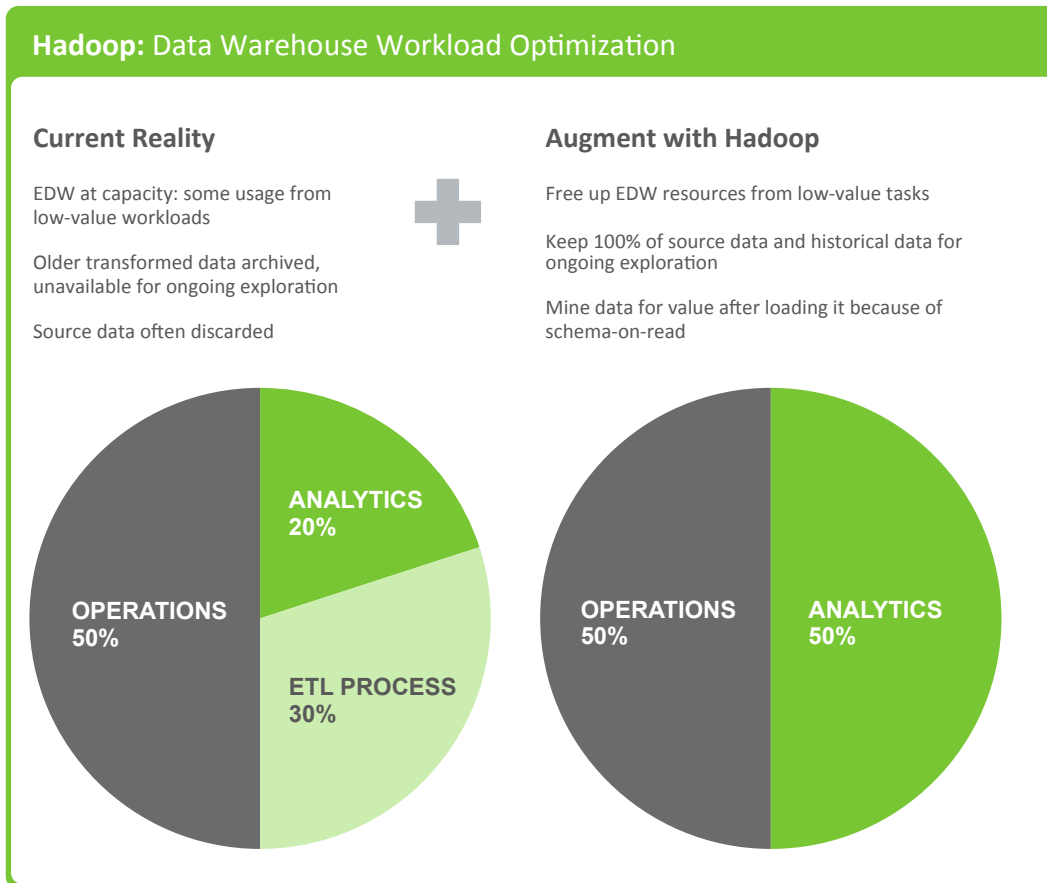 Hadoop: Data Warehouse Workload Optimization
Current Reality
EDW at capacity: some usage from
low-value workloads
Older transformed data archived,
unavailable for ongoing exploration
Source data often discarded
Augment with Hadoop
Free up EDW resources from low-value tasks
Keep 100% of source data and historical data for
ongoing exploration
Mine data for value after loading it because of
schema-on-read
OPERATIONS
50%
ANALYTICS
20%
ETL PROCESS
30%
OPERATIONS
50%
ANALYTICS
50%